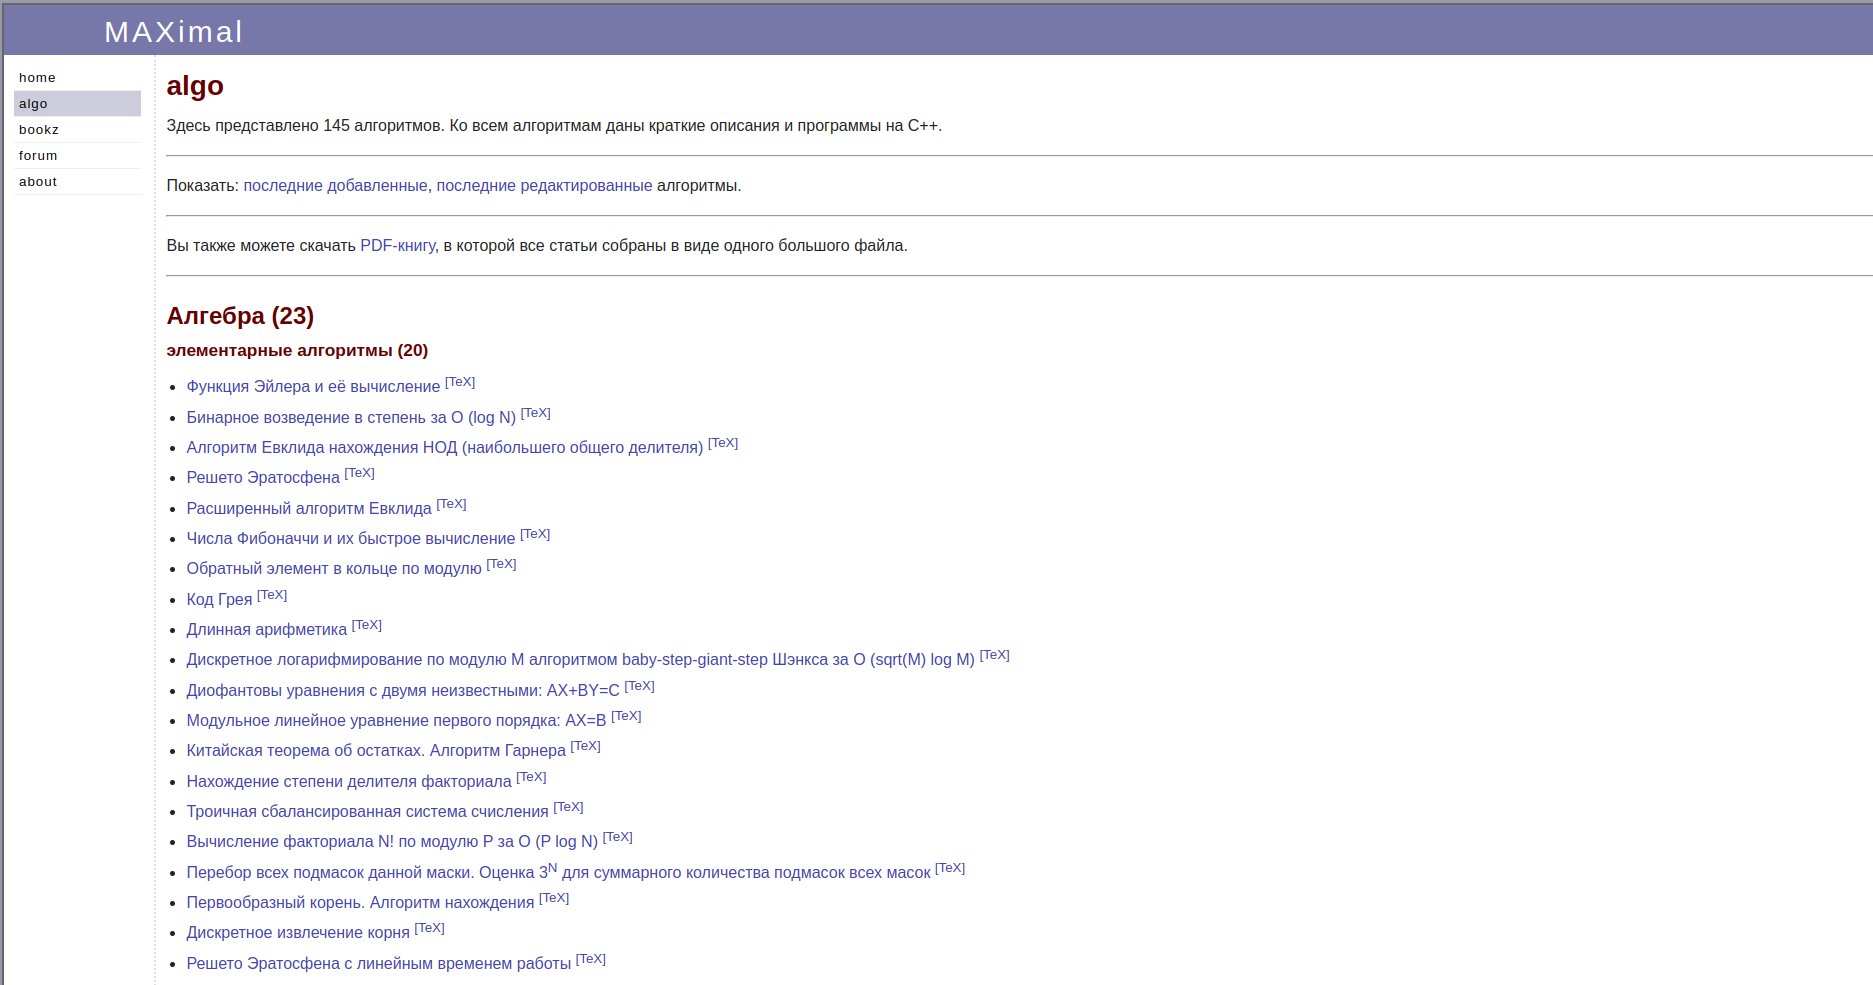 MAXimal
home
algo
bookz
forum
about
algo
Здесь представлено 145 алгоритмов. Ко всем алгоритмам даны краткие описания и программы на C++.
Показать: последние добавленные, последние редактированные алгоритмы.
Вы также можете скачать PDF-книгу, в которой все статьи собраны в виде одного большого файла.
Алгебра (23)
элементарные алгоритмы (20)
Функция Эйлера и её вычисление [TeX]
Бинарное возведение в степень за O (log N) [TeX]
Алгоритм Евклида нахождения НОД (наибольшего общего делителя) [TeX]
Решето Эратосфена [TeX]
Расширенный алгоритм Евклида [TeX]
Числа Фибоначчи и их быстрое вычисление [TeX]
Обратный элемент в кольце по модулю [TeX]
Код Грея [TeX]
Длинная арифметика [TeX]
Дискретное логарифмирование по модулю M алгоритмом baby-step-giant-step Шэнкса за O (sqrt(M) log M) [TeX]
Диофантовы уравнения с двумя неизвестными: AX+BY=C [TeX]
Модульное линейное уравнение первого порядка: AX=B [TeX]
Китайская теорема об остатках. Алгоритм Гарнера [TeX]
Нахождение степени делителя факториала [TeX]
Троичная сбалансированная система счисления [TeX]
Вычисление факториала N! по модулю P за O (P log N) [TeX]
Перебор всех подмасок данной маски. Оценка 3^N для суммарного количества подмасок всех масок [TeX]
Первообразный корень. Алгоритм нахождения [TeX]
Дискретное извлечение корня [TeX]
Решето Эратосфена с линейным временем работы [TeX]